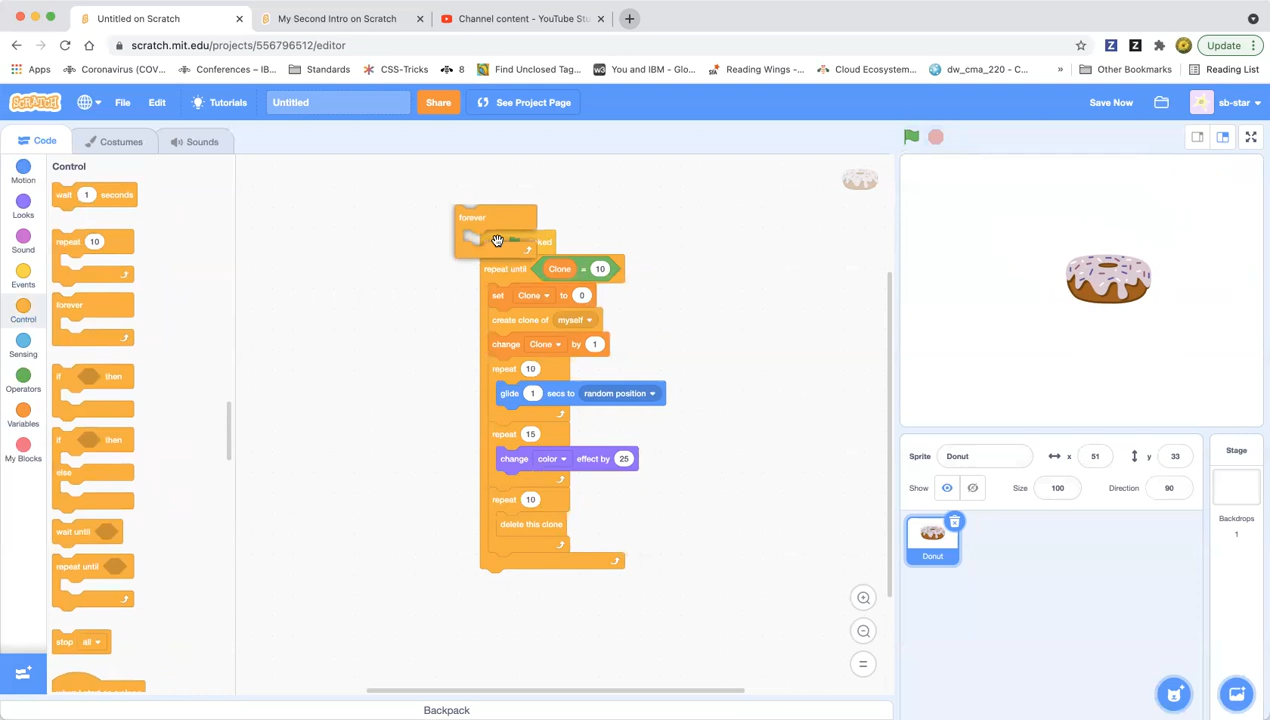 Untitled on Scratch
My Second Intro on Scratch
Channel content - YouTube Stu
scratch.mit.edu/projects/556796512/editor
Update
Apps
Coronavirus (COV...
Conferences – IB...
Standards
CSS-Tricks
8
Find Unclosed Tag...
You and IBM - Glo...
Reading Wings -...
Cloud Ecosystem...
dw_cma_220 - C...
»
Other Bookmarks
Reading List
SCRATCH
File
Edit
Tutorials
Untitled
Share
See Project Page
Save Now
sb-star
Code
Costumes
Sounds
Motion
Looks
Sound
Events
Control
Sensing
Operators
Variables
My Blocks
Control
wait 1 seconds
repeat 10
forever
if then
if then
else
wait until
repeat until
stop all
forever
repeat until Clone = 10
set Clone to 0
create clone of myself
change Clone by 1
repeat 10
glide 1 secs to random position
repeat 15
change color effect by 25
repeat 10
delete this clone
Sprite Donut x 51 y 33
Show Size 100 Direction 90
Donut
Stage
Backdrops
1
Backpack